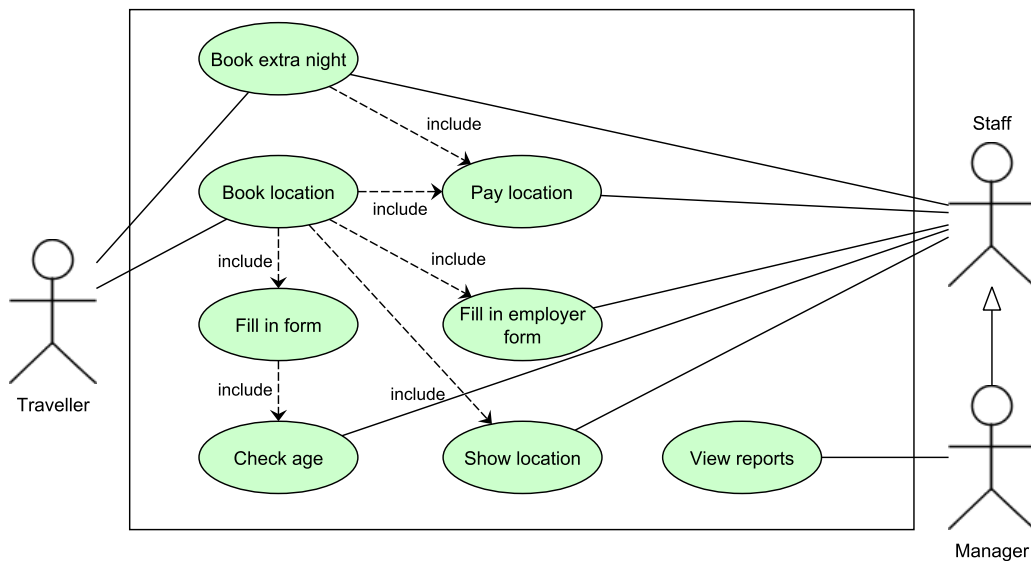 Book extra night
include
Staff
Book location
include
Pay location
include
include
Fill in form
Fill in employer
form
Traveller
include
include
Check age
Show location
View reports
Manager